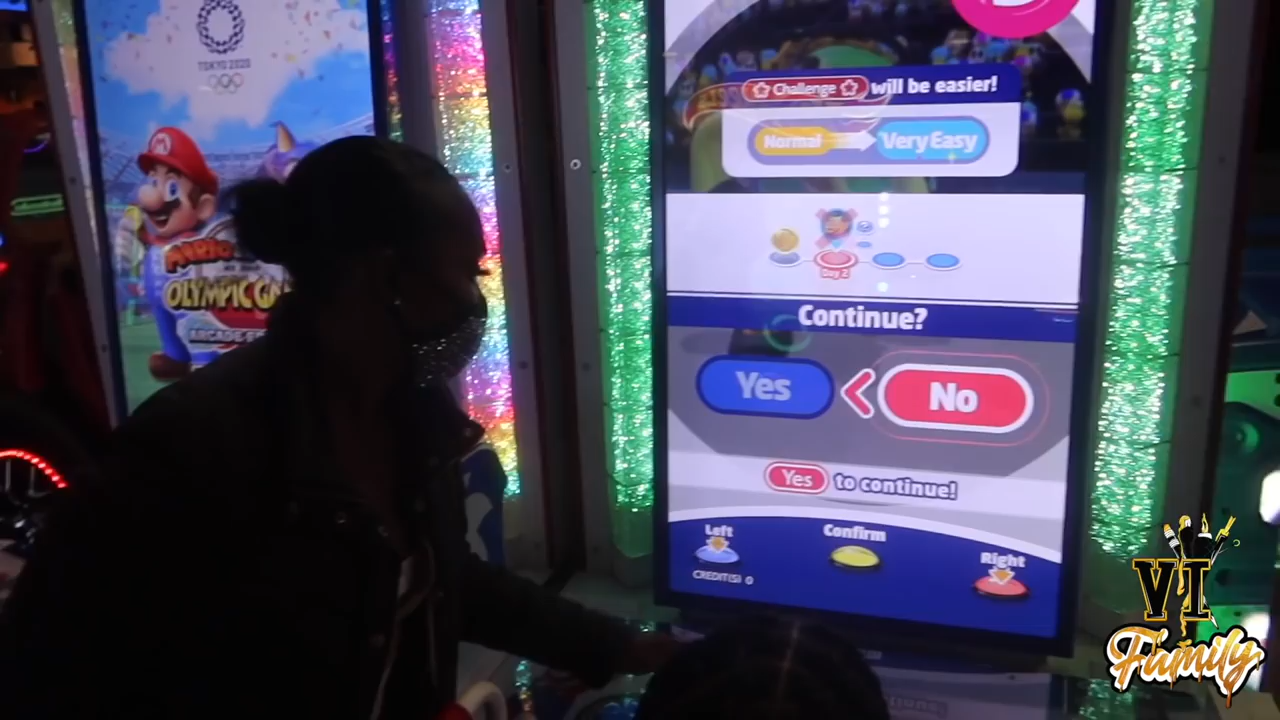 TOKYO 2020
MARIO
OLYMPIC GA
ARCADE
Challenge will be easier!
Normal Very Easy
Day 2
Continue?
Yes < No
Yes to continue!
Left Confirm Right
CREDIT(S) 0
VI
Family